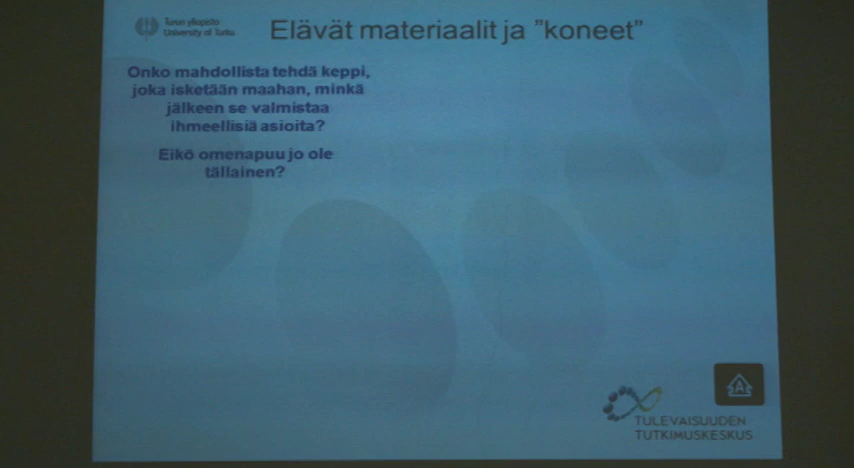 Turun yliopisto
University of Turku
Elävät materiaalit ja ”koneet”
Onko mahdollista tehdä keppi,
joka isketään maahan, minkä
jälkeen se valmistaa
ihmeellisiä asioita?
Eikö omenapuu jo ole
tällainen?
A
TULEVAISUUDEN
TUTKIMUSKESKUS